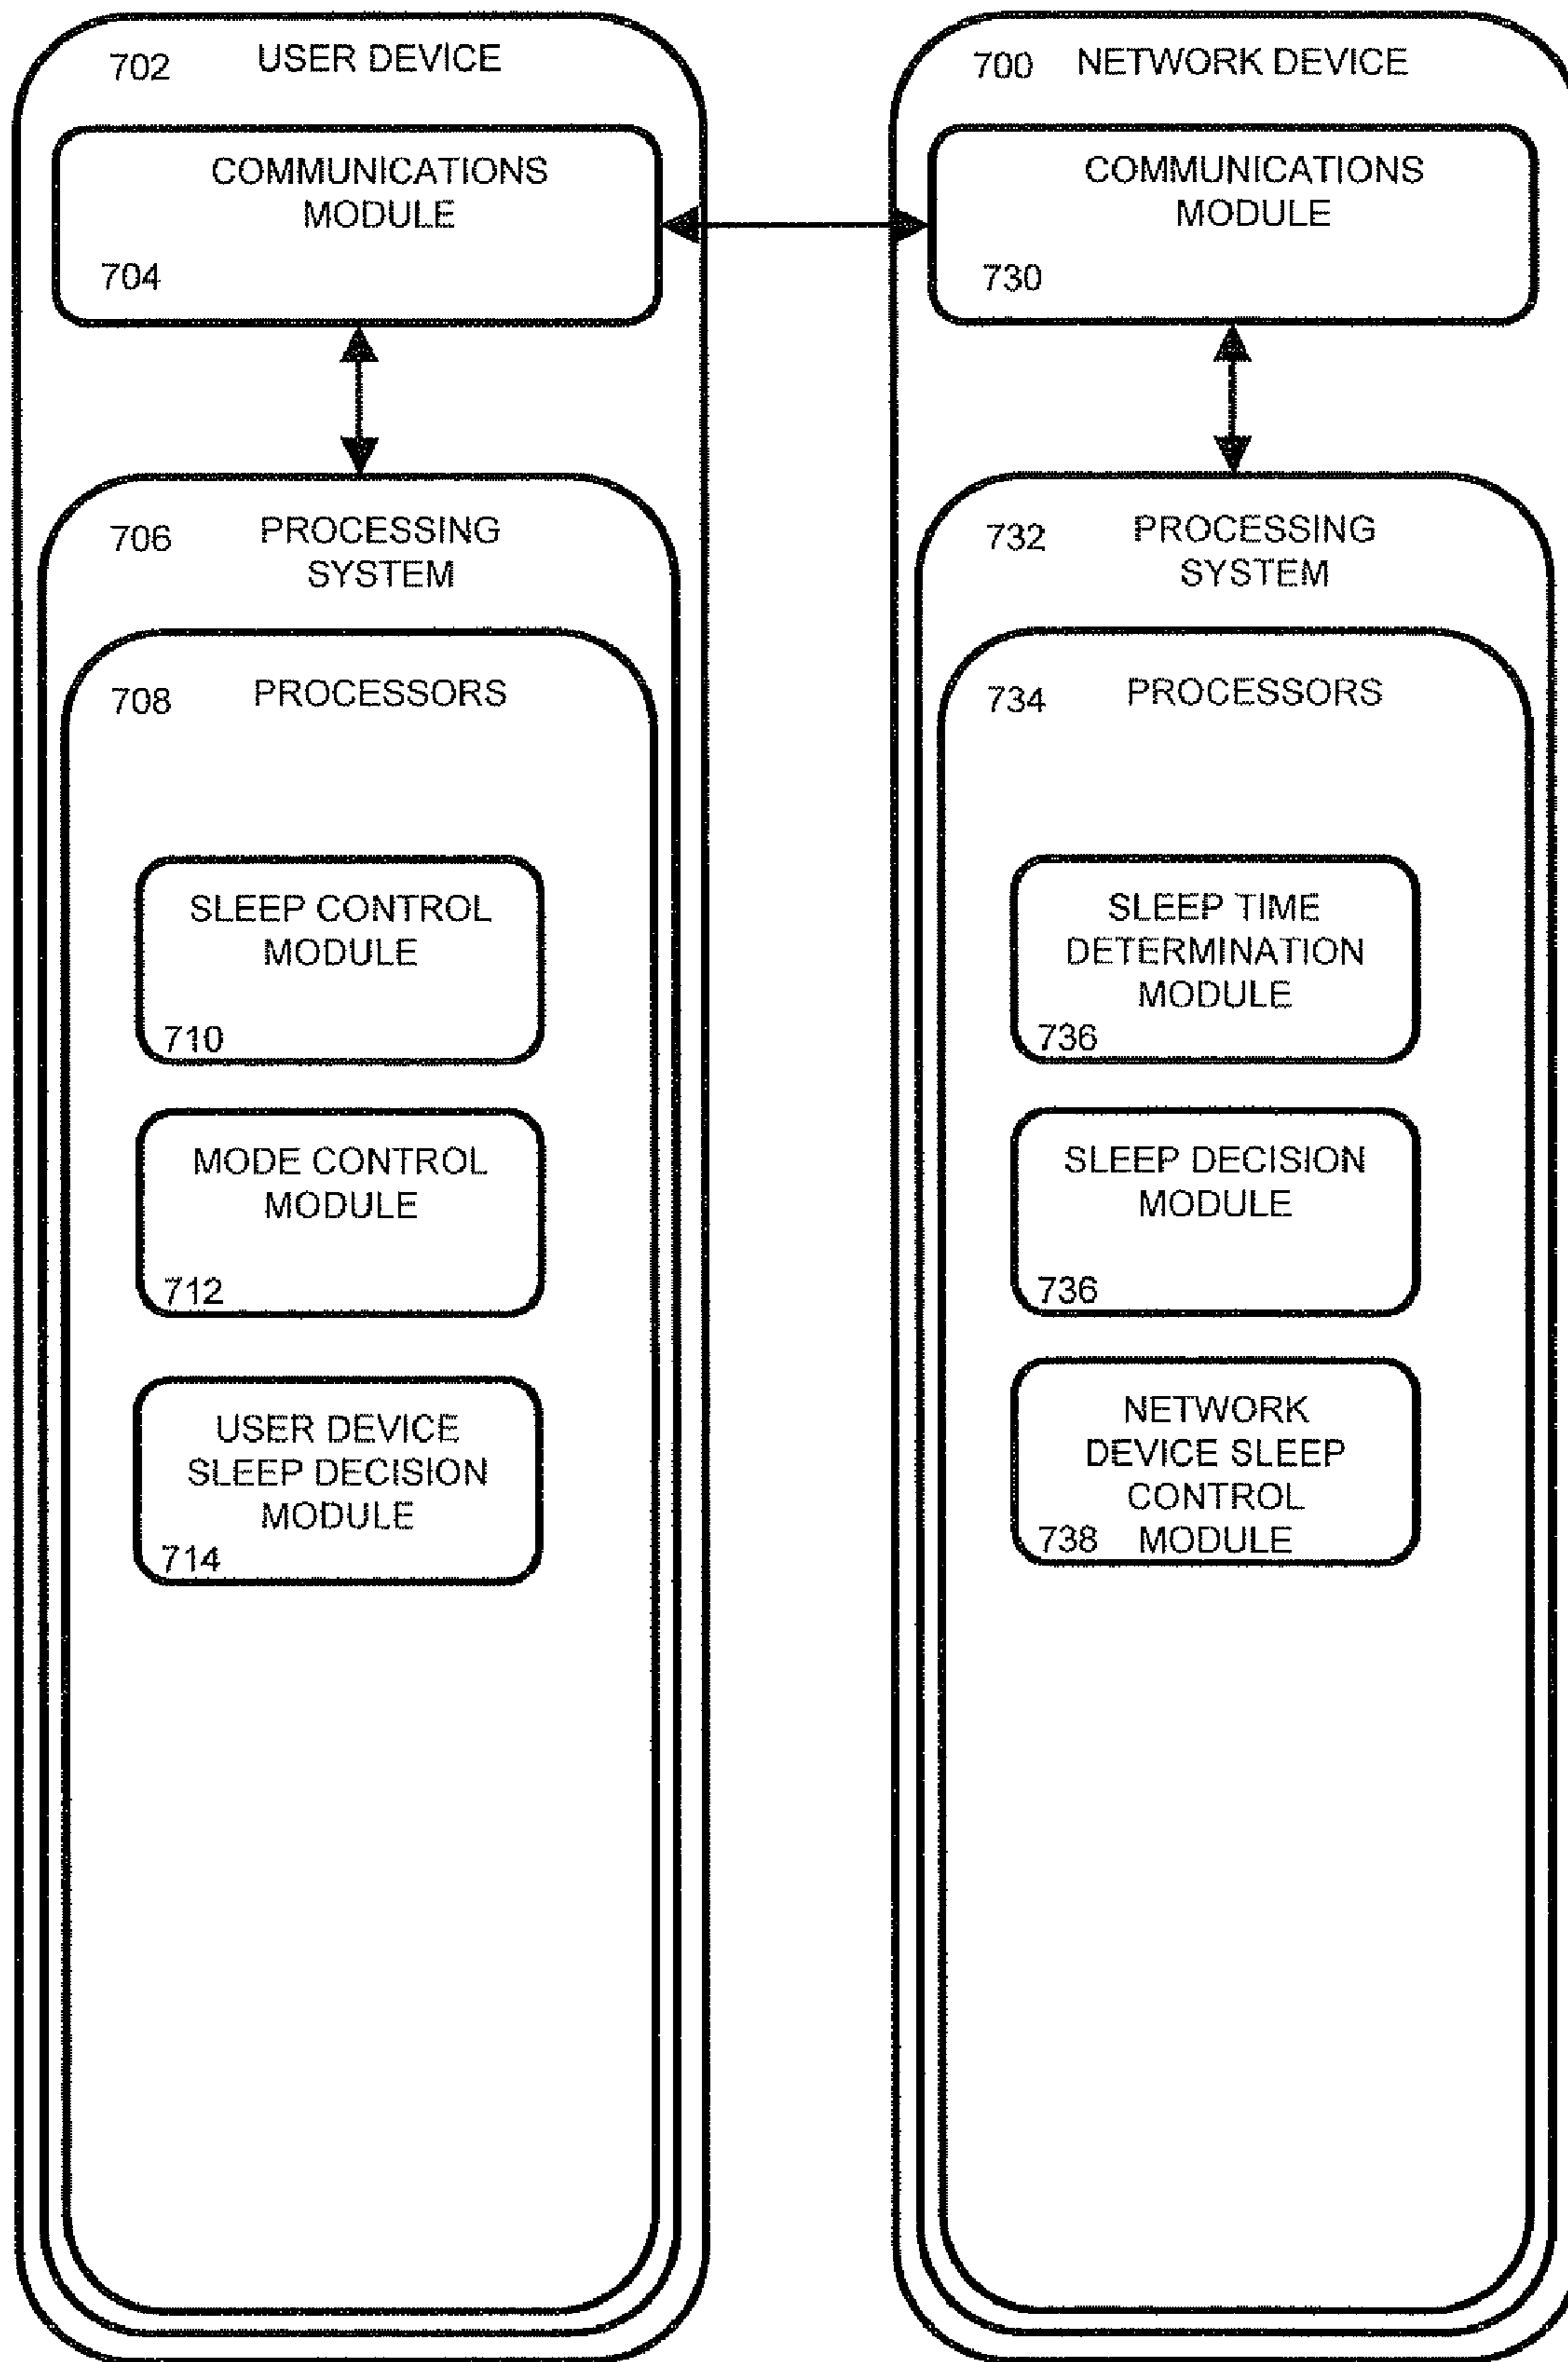 702 USER DEVICE
COMMUNICATIONS
MODULE
704
706 PROCESSING
SYSTEM
708 PROCESSORS
SLEEP CONTROL
MODULE
710
MODE CONTROL
MODULE
712
USER DEVICE
SLEEP DECISION
MODULE
714
700 NETWORK DEVICE
COMMUNICATIONS
MODULE
730
732 PROCESSING
SYSTEM
734 PROCESSORS
SLEEP TIME
DETERMINATION
MODULE
736
SLEEP DECISION
MODULE
736
NETWORK
DEVICE SLEEP
CONTROL
738 MODULE